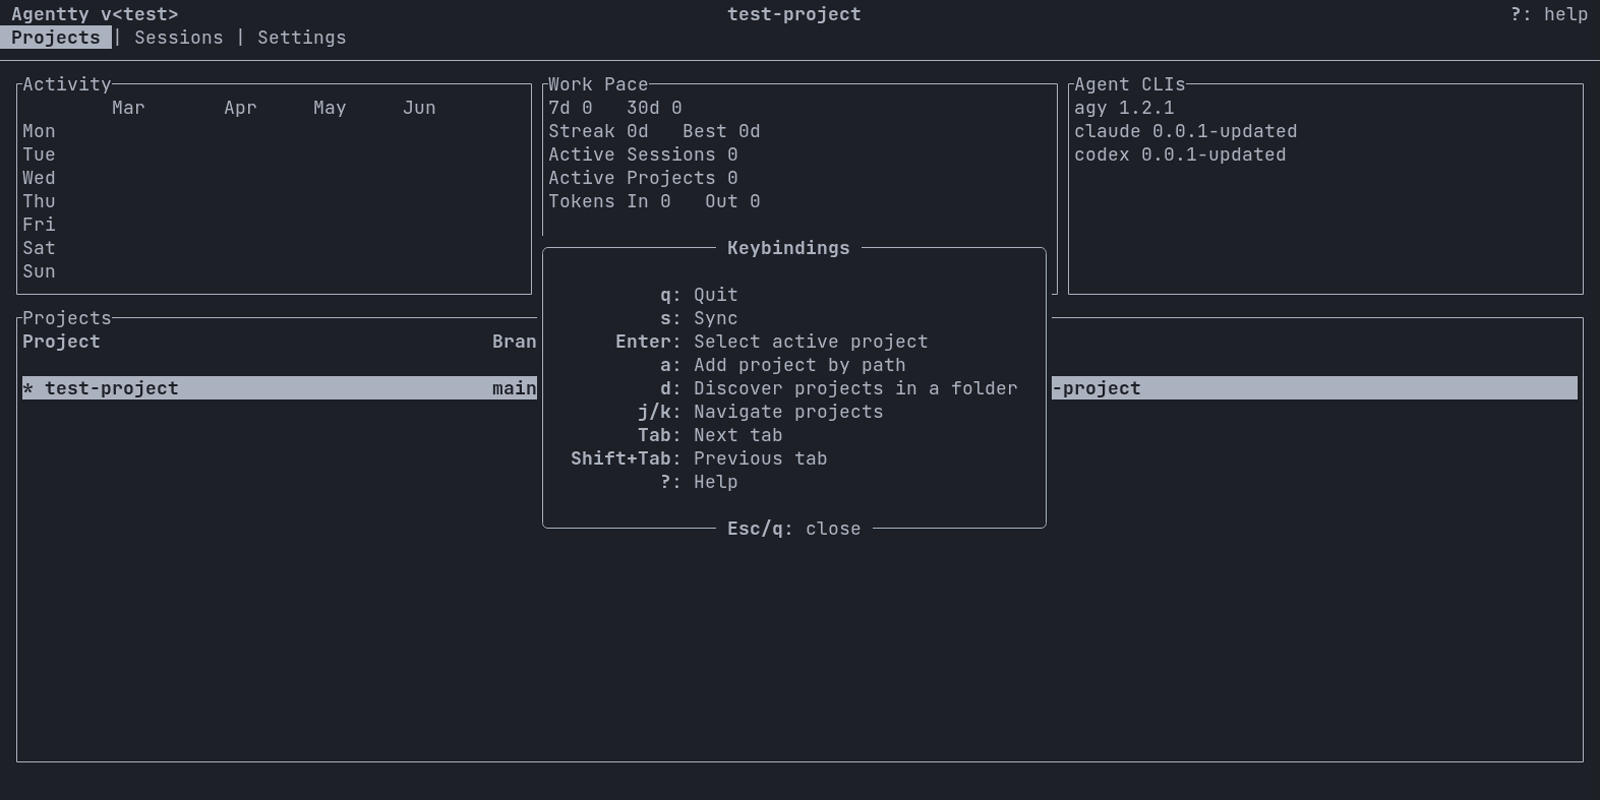 Agentty v<test> test-project ?: help
Projects | Sessions | Settings
Activity
Mar Apr May Jun
Mon
Tue
Wed
Thu
Fri
Sat
Sun
Work Pace
7d 0 30d 0
Streak 0d Best 0d
Active Sessions 0
Active Projects 0
Tokens In 0 Out 0
Agent CLIs
agy 1.2.1
claude 0.0.1-updated
codex 0.0.1-updated
Projects
Project Bran
* test-project main -project
Keybindings
q: Quit
s: Sync
Enter: Select active project
a: Add project by path
d: Discover projects in a folder
j/k: Navigate projects
Tab: Next tab
Shift+Tab: Previous tab
?: Help
Esc/q: close